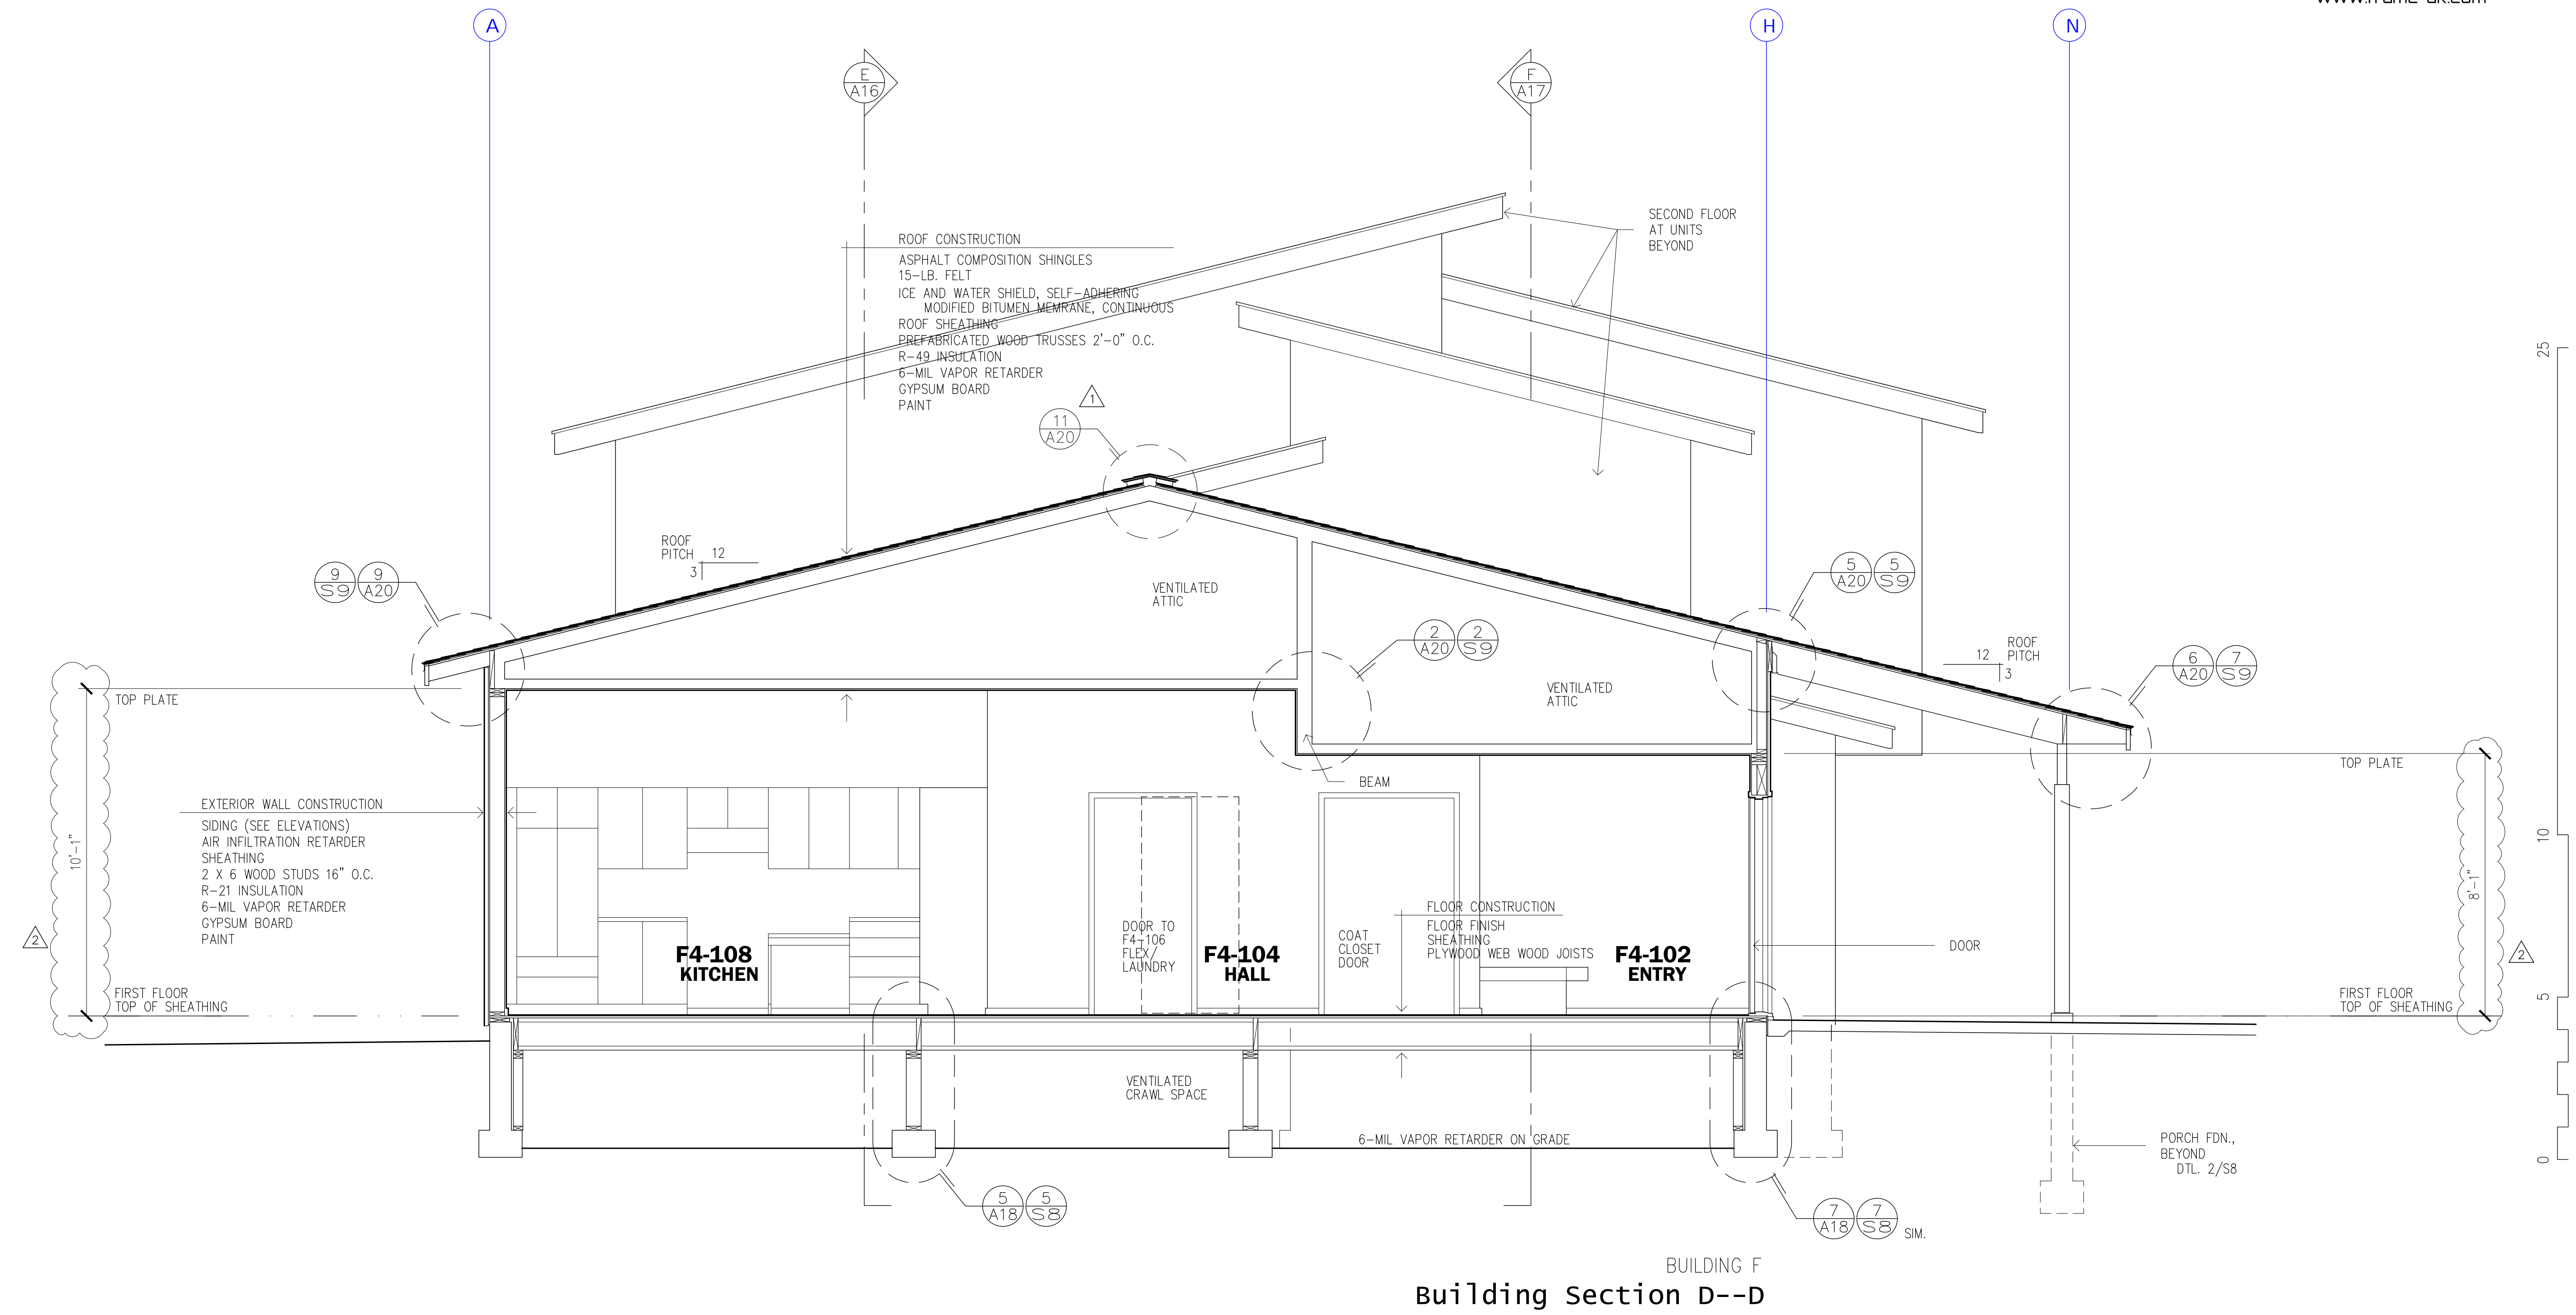 www.frame-ak.com
A
H
N
E
A16
F
A17
SECOND FLOOR
AT UNITS
BEYOND
ROOF CONSTRUCTION
ASPHALT COMPOSITION SHINGLES
15-LB. FELT
ICE AND WATER SHIELD, SELF-ADHERING
MODIFIED BITUMEN MEMRANE, CONTINUOUS
ROOF SHEATHING
PREFABRICATED WOOD TRUSSES 2'-0" O.C.
R-49 INSULATION
6-MIL VAPOR RETARDER
GYPSUM BOARD
PAINT
25
1
11
A20
ROOF
PITCH
12
3
9
S9
9
A20
5
A20
5
S9
VENTILATED
ATTIC
2
A20
2
S9
12
ROOF
PITCH
3
6
A20
7
S9
TOP PLATE
VENTILATED
ATTIC
TOP PLATE
BEAM
EXTERIOR WALL CONSTRUCTION
SIDING (SEE ELEVATIONS)
AIR INFILTRATION RETARDER
SHEATHING
2 X 6 WOOD STUDS 16" O.C.
R-21 INSULATION
6-MIL VAPOR RETARDER
GYPSUM BOARD
PAINT
10'-1"
8'-1"
10
2
2
DOOR TO
F4-106
FLEX/
LAUNDRY
COAT
CLOSET
DOOR
FLOOR CONSTRUCTION
FLOOR FINISH
SHEATHING
PLYWOOD WEB WOOD JOISTS
F4-108
KITCHEN
F4-104
HALL
F4-102
ENTRY
DOOR
FIRST FLOOR
TOP OF SHEATHING
FIRST FLOOR
TOP OF SHEATHING
5
VENTILATED
CRAWL SPACE
6-MIL VAPOR RETARDER ON GRADE
PORCH FDN.,
BEYOND
DTL. 2/S8
0
5
A18
5
S8
7
A18
7
S8
SIM.
BUILDING F
Building Section D--D